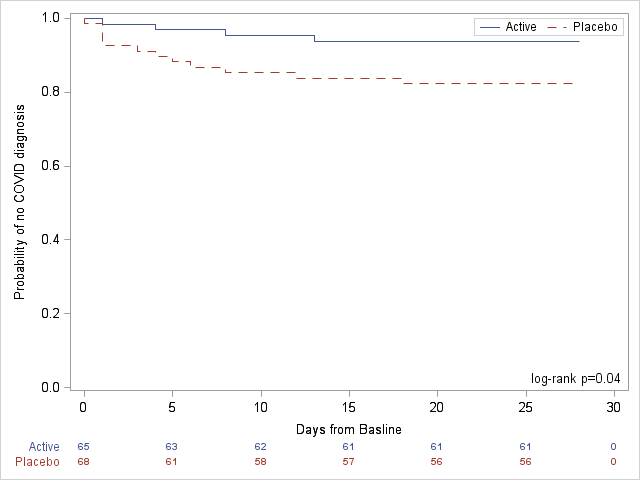 Active Placebo
1.0
0.8
0.6
0.4
0.2
0.0
Probability of no COVID diagnosis
log-rank p=0.04
0 5 10 15 20 25 30
Days from Basline
Active 65 63 62 61 61 61 0
Placebo 68 61 58 57 56 56 0